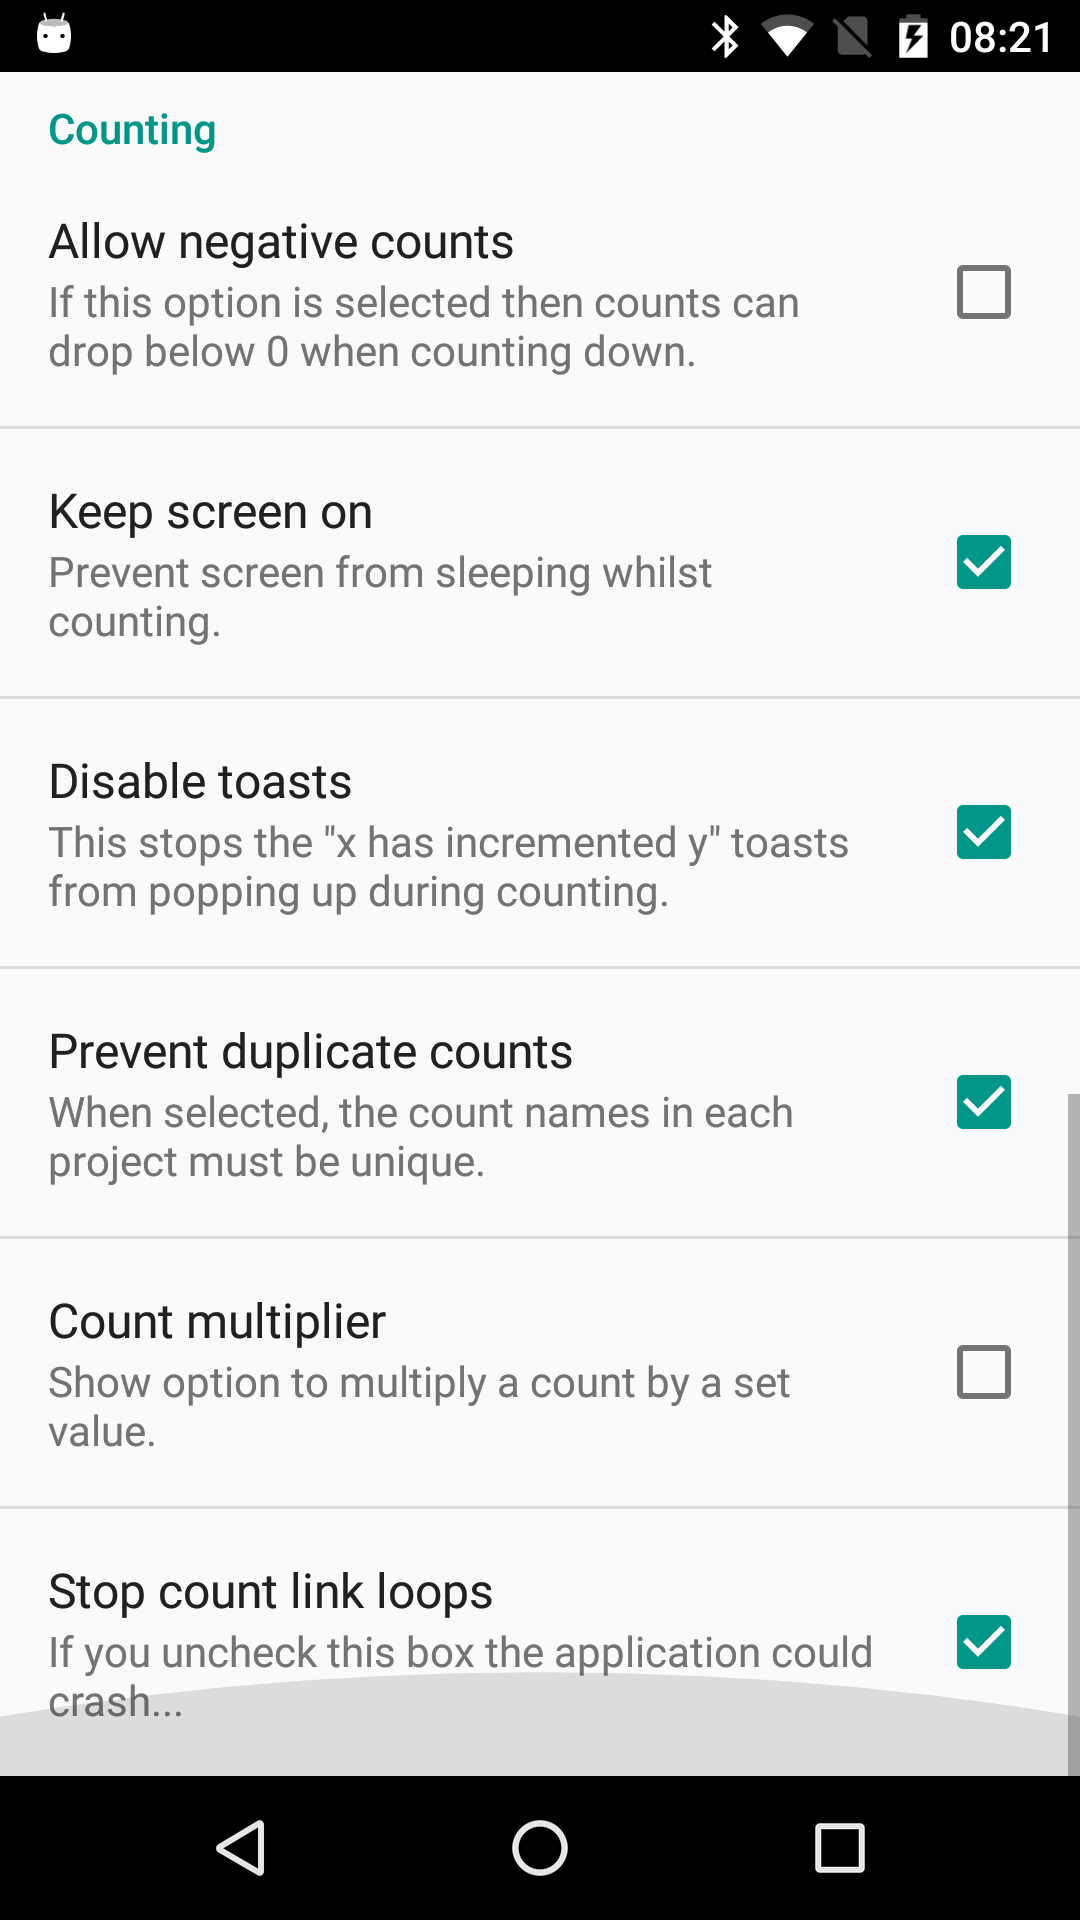 08:21
Counting
Allow negative counts
If this option is selected then counts can
drop below 0 when counting down.
Keep screen on
Prevent screen from sleeping whilst
counting.
Disable toasts
This stops the "x has incremented y" toasts
from popping up during counting.
Prevent duplicate counts
When selected, the count names in each
project must be unique.
Count multiplier
Show option to multiply a count by a set
value.
Stop count link loops
If you uncheck this box the application could
crash...